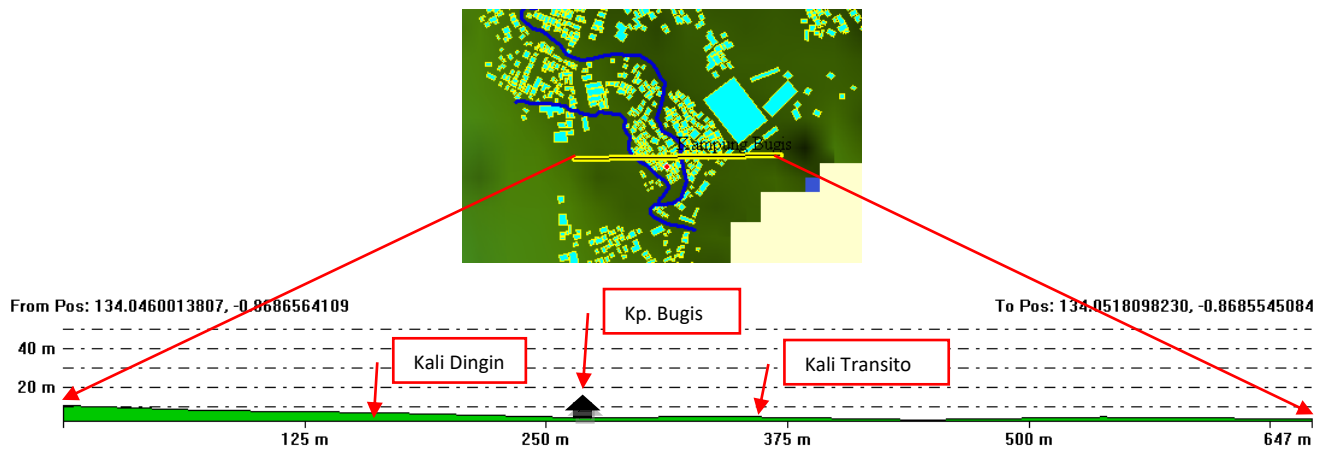 Kampung Bugis
From Pos: 134.0460013807, -0.8686564109
To Pos: 134.0518098230, -0.8685545084
Kp. Bugis
40 m
Kali Dingin
Kali Transito
20 m
125 m
250 m
375 m
500 m
647 m